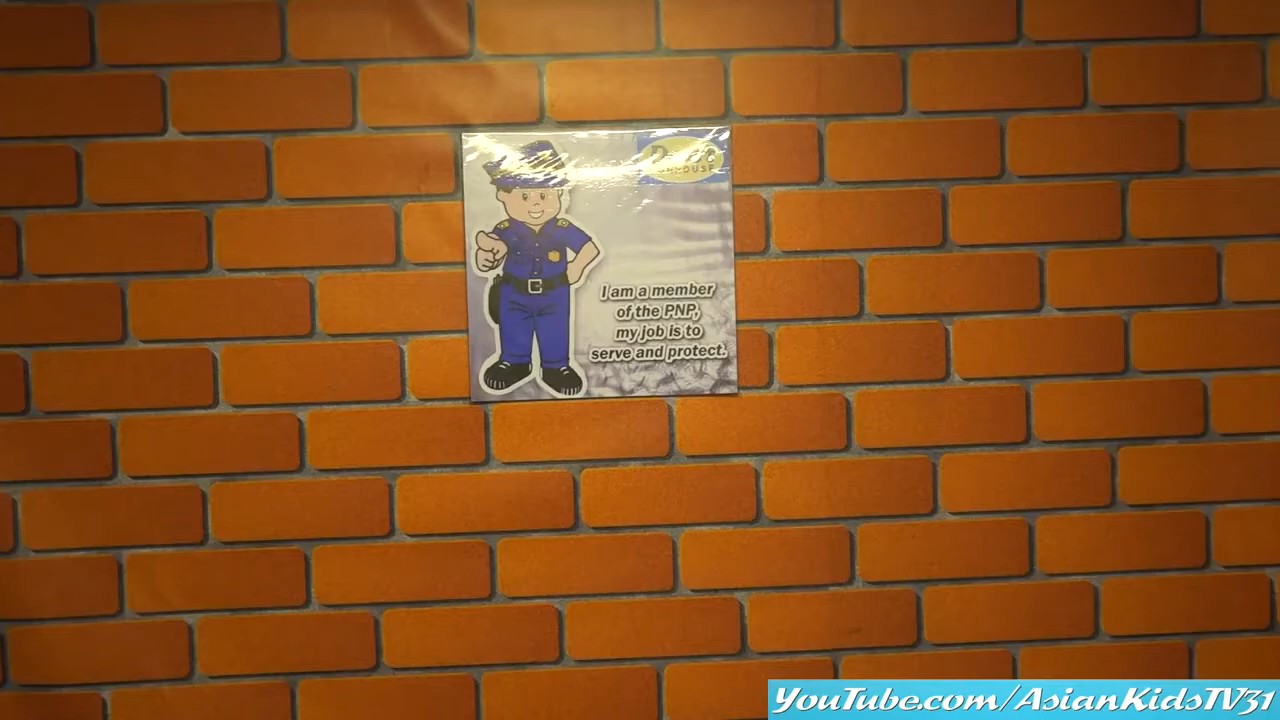 I am a member
of the PNP,
my job is to
serve and protect.
YouTube.com/AsianKidsTV31